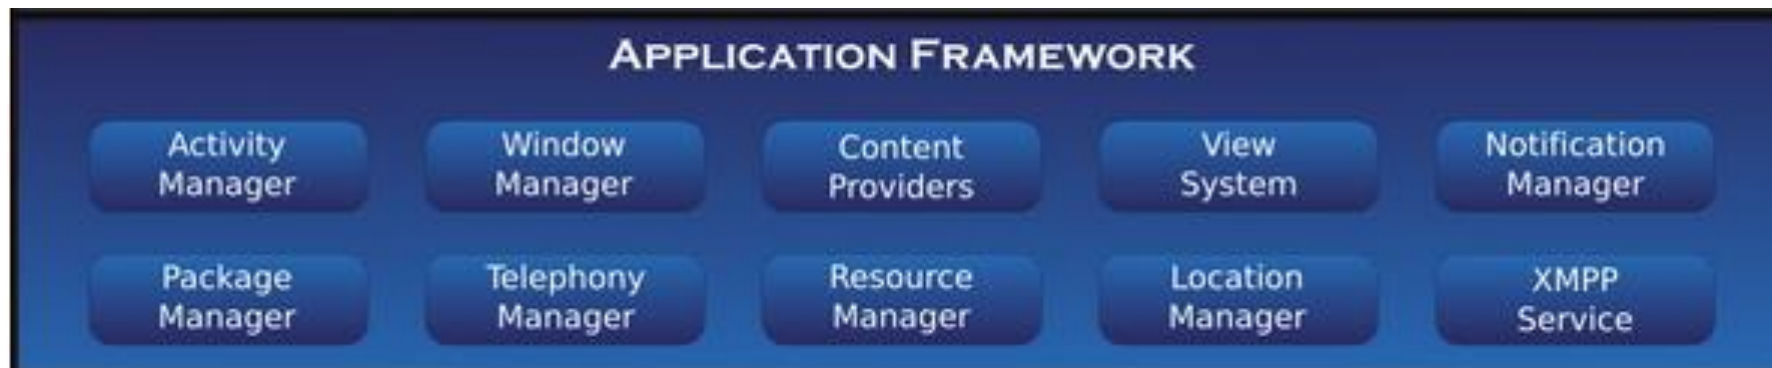 APPLICATION FRAMEWORK
Activity
Manager
Window
Manager
Content
Providers
View
System
Notification
Manager
Package
Manager
Telephony
Manager
Resource
Manager
Location
Manager
XMPP
Service